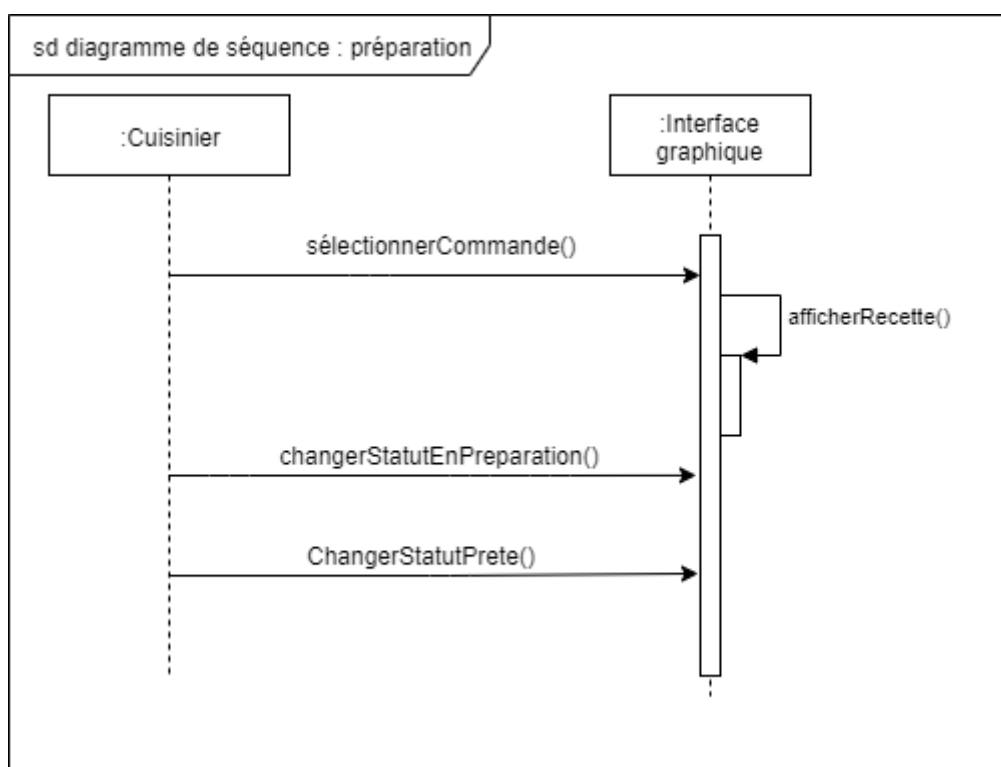 sd diagramme de séquence : préparation
:Cuisinier
:Interface
graphique
sélectionnerCommande()
afficherRecette()
changerStatutEnPreparation()
ChangerStatutPrete()